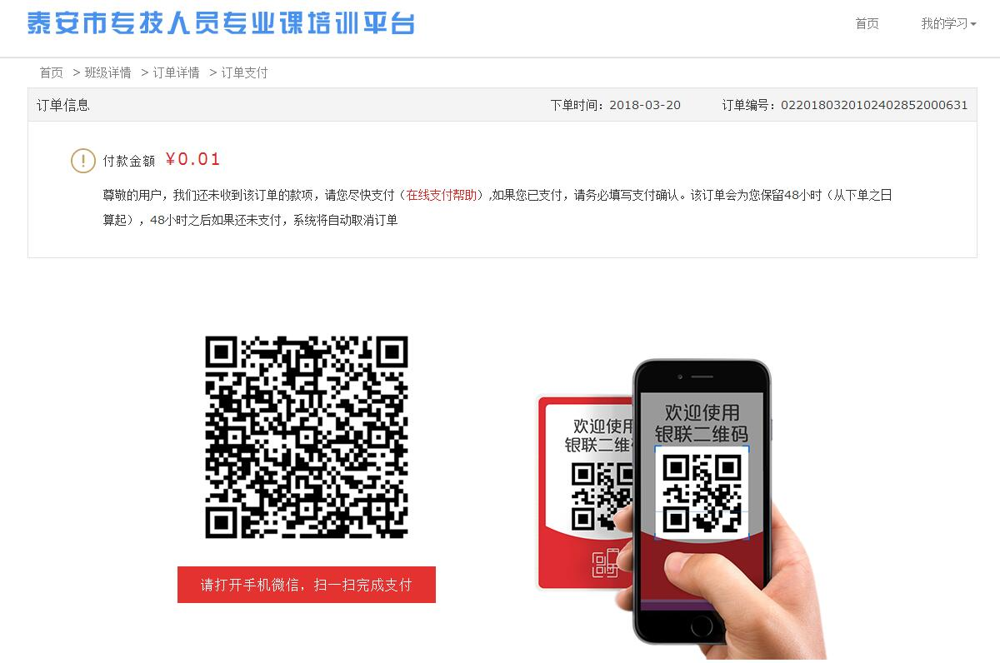 泰安市专技人员专业课培训平台
首页 我的学习
首页 > 班级详情 > 订单详情 > 订单支付
订单信息 下单时间：2018-03-20 订单编号：0220180320102402852000631
付款金额 ¥0.01
尊敬的用户，我们还未收到该订单的款项，请您尽快支付（在线支付帮助）,如果您已支付，请务必填写支付确认。该订单会为您保留48小时（从下单之日
算起），48小时之后如果还未支付，系统将自动取消订单
欢迎使用
银联二维码
欢迎使用
银联二维
请打开手机微信，扫一扫完成支付